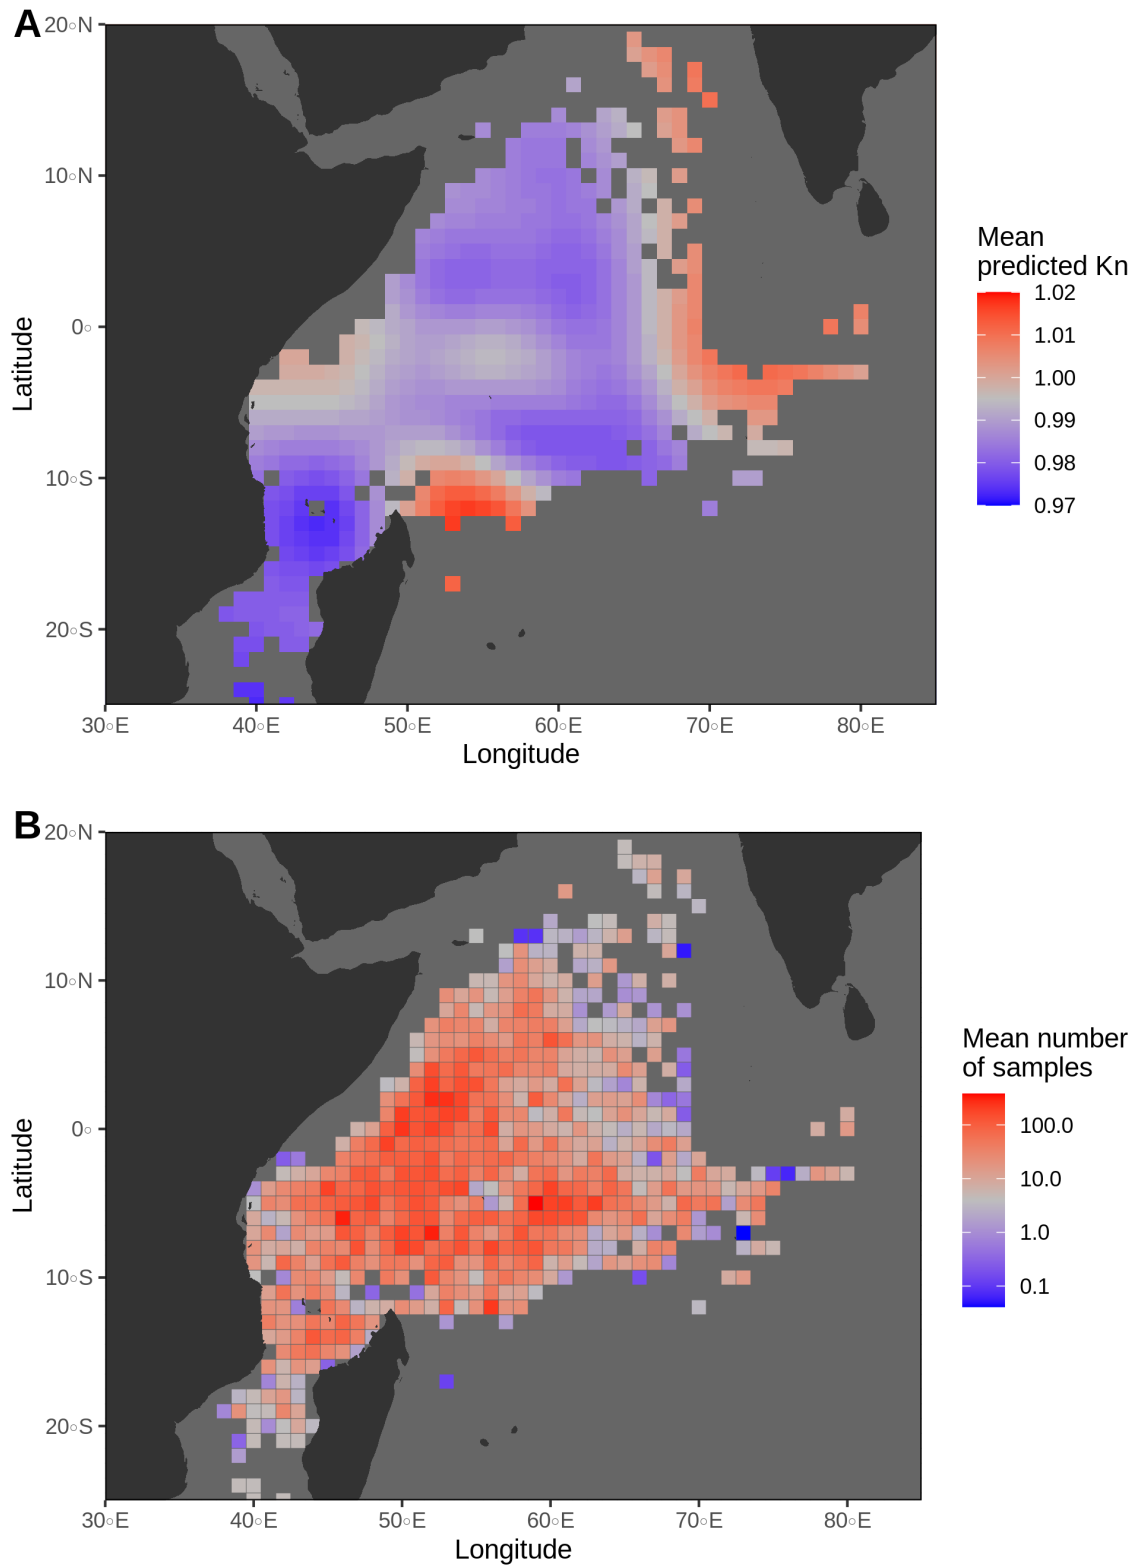 A
20◦N
10◦N
0◦
10◦S
20◦S
Latitude
30◦E 40◦E 50◦E 60◦E 70◦E 80◦E
Longitude
Mean
predicted Kn
1.02
1.01
1.00
0.99
0.98
0.97
B
20◦N
10◦N
0◦
10◦S
20◦S
Latitude
30◦E 40◦E 50◦E 60◦E 70◦E 80◦E
Longitude
Mean number
of samples
100.0
10.0
1.0
0.1